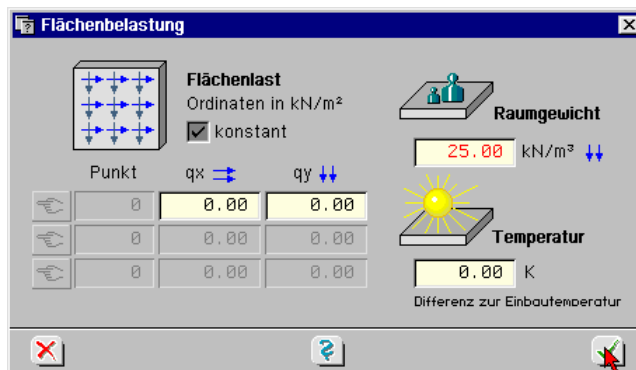 Flächenbelastung
Flächenlast
Ordinaten in kN/m²
konstant
Punkt qx qy
0 0.00 0.00
0 0.00 0.00
0 0.00 0.00
Raumgewicht
25.00 kN/m³
Temperatur
0.00 K
Differenz zur Einbautemperatur